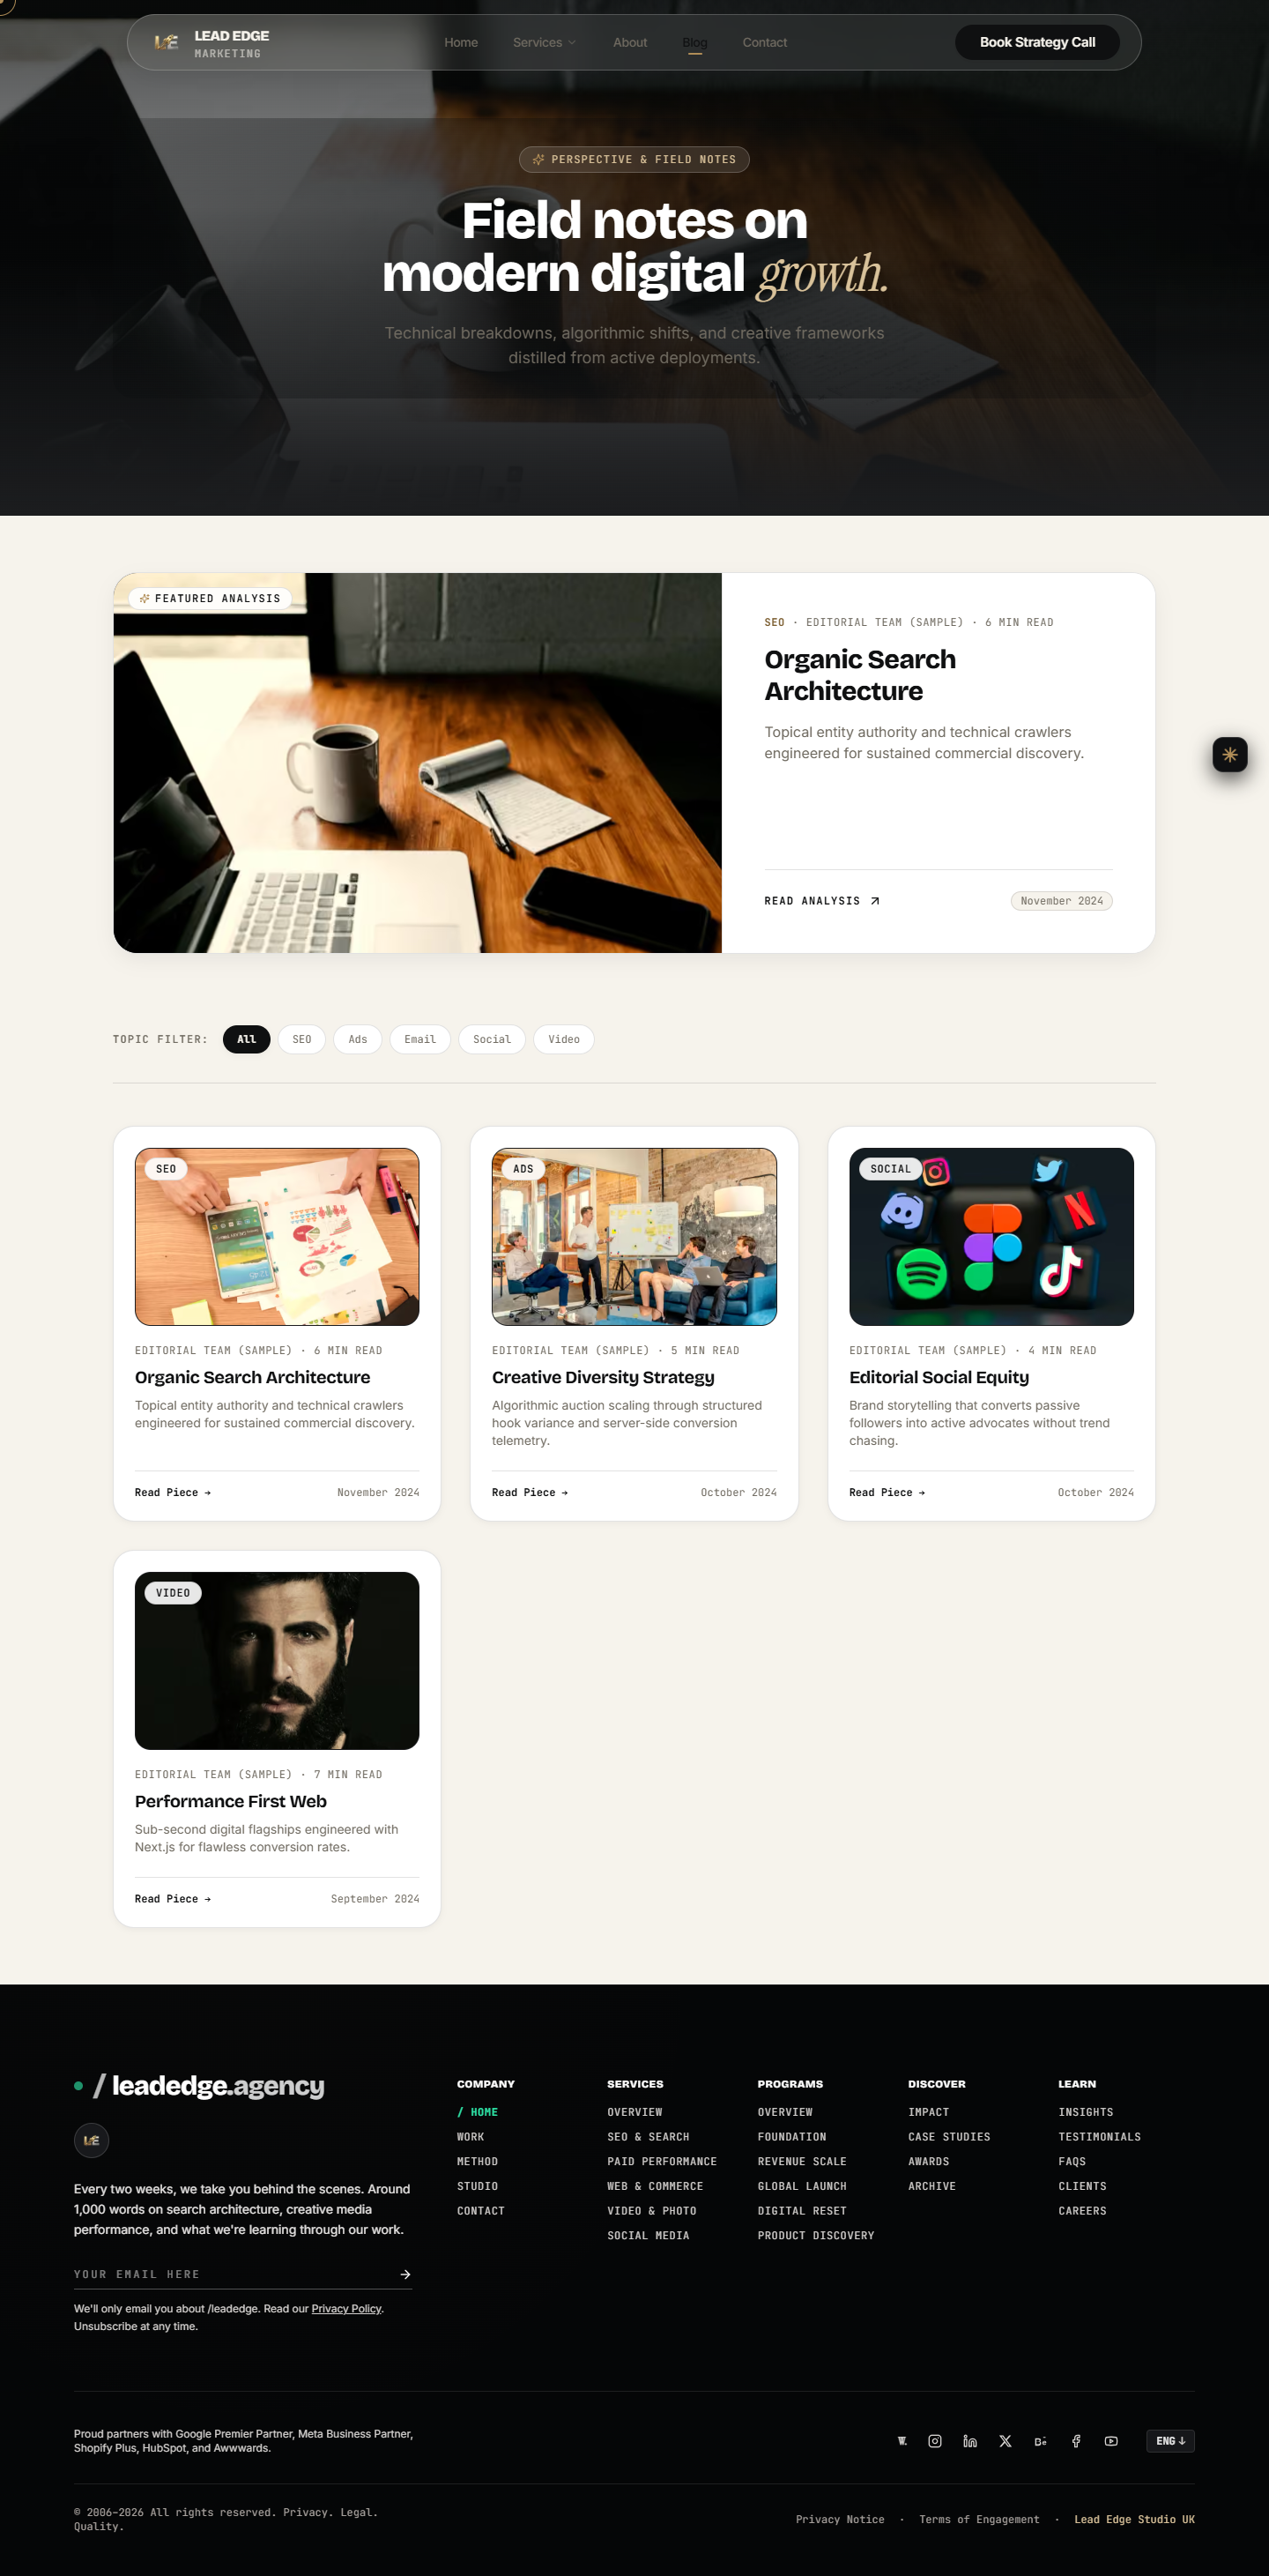 LEAD EDGE
MARKETING
Home
Services
About
Blog
Contact
Book Strategy Call
PERSPECTIVE & FIELD NOTES
Field notes on
modern digital growth.
Technical breakdowns, algorithmic shifts, and creative frameworks
distilled from active deployments.
FEATURED ANALYSIS
SEO · EDITORIAL TEAM (SAMPLE) · 6 MIN READ
Organic Search
Architecture
Topical entity authority and technical crawlers
engineered for sustained commercial discovery.
READ ANALYSIS
November 2024
TOPIC FILTER:
All
SEO
Ads
Email
Social
Video
SEO
EDITORIAL TEAM (SAMPLE) · 6 MIN READ
Organic Search Architecture
Topical entity authority and technical crawlers
engineered for sustained commercial discovery.
Read Piece →
November 2024
ADS
EDITORIAL TEAM (SAMPLE) · 5 MIN READ
Creative Diversity Strategy
Algorithmic auction scaling through structured
hook variance and server-side conversion
telemetry.
Read Piece →
October 2024
SOCIAL
EDITORIAL TEAM (SAMPLE) · 4 MIN READ
Editorial Social Equity
Brand storytelling that converts passive
followers into active advocates without trend
chasing.
Read Piece →
October 2024
VIDEO
EDITORIAL TEAM (SAMPLE) · 7 MIN READ
Performance First Web
Sub-second digital flagships engineered with
Next.js for flawless conversion rates.
Read Piece →
September 2024
/ leadedge.agency
LE
Every two weeks, we take you behind the scenes. Around
1,000 words on search architecture, creative media
performance, and what we're learning through our work.
YOUR EMAIL HERE
We'll only email you about /leadedge. Read our Privacy Policy.
Unsubscribe at any time.
COMPANY
/ HOME
WORK
METHOD
STUDIO
CONTACT
SERVICES
OVERVIEW
SEO & SEARCH
PAID PERFORMANCE
WEB & COMMERCE
VIDEO & PHOTO
SOCIAL MEDIA
PROGRAMS
OVERVIEW
FOUNDATION
REVENUE SCALE
GLOBAL LAUNCH
DIGITAL RESET
PRODUCT DISCOVERY
DISCOVER
IMPACT
CASE STUDIES
AWARDS
ARCHIVE
LEARN
INSIGHTS
TESTIMONIALS
FAQS
CLIENTS
CAREERS
Proud partners with Google Premier Partner, Meta Business Partner,
Shopify Plus, HubSpot, and Awwwards.
ENG ↓
© 2006–2026 All rights reserved. Privacy. Legal.
Quality.
Privacy Notice · Terms of Engagement · Lead Edge Studio UK